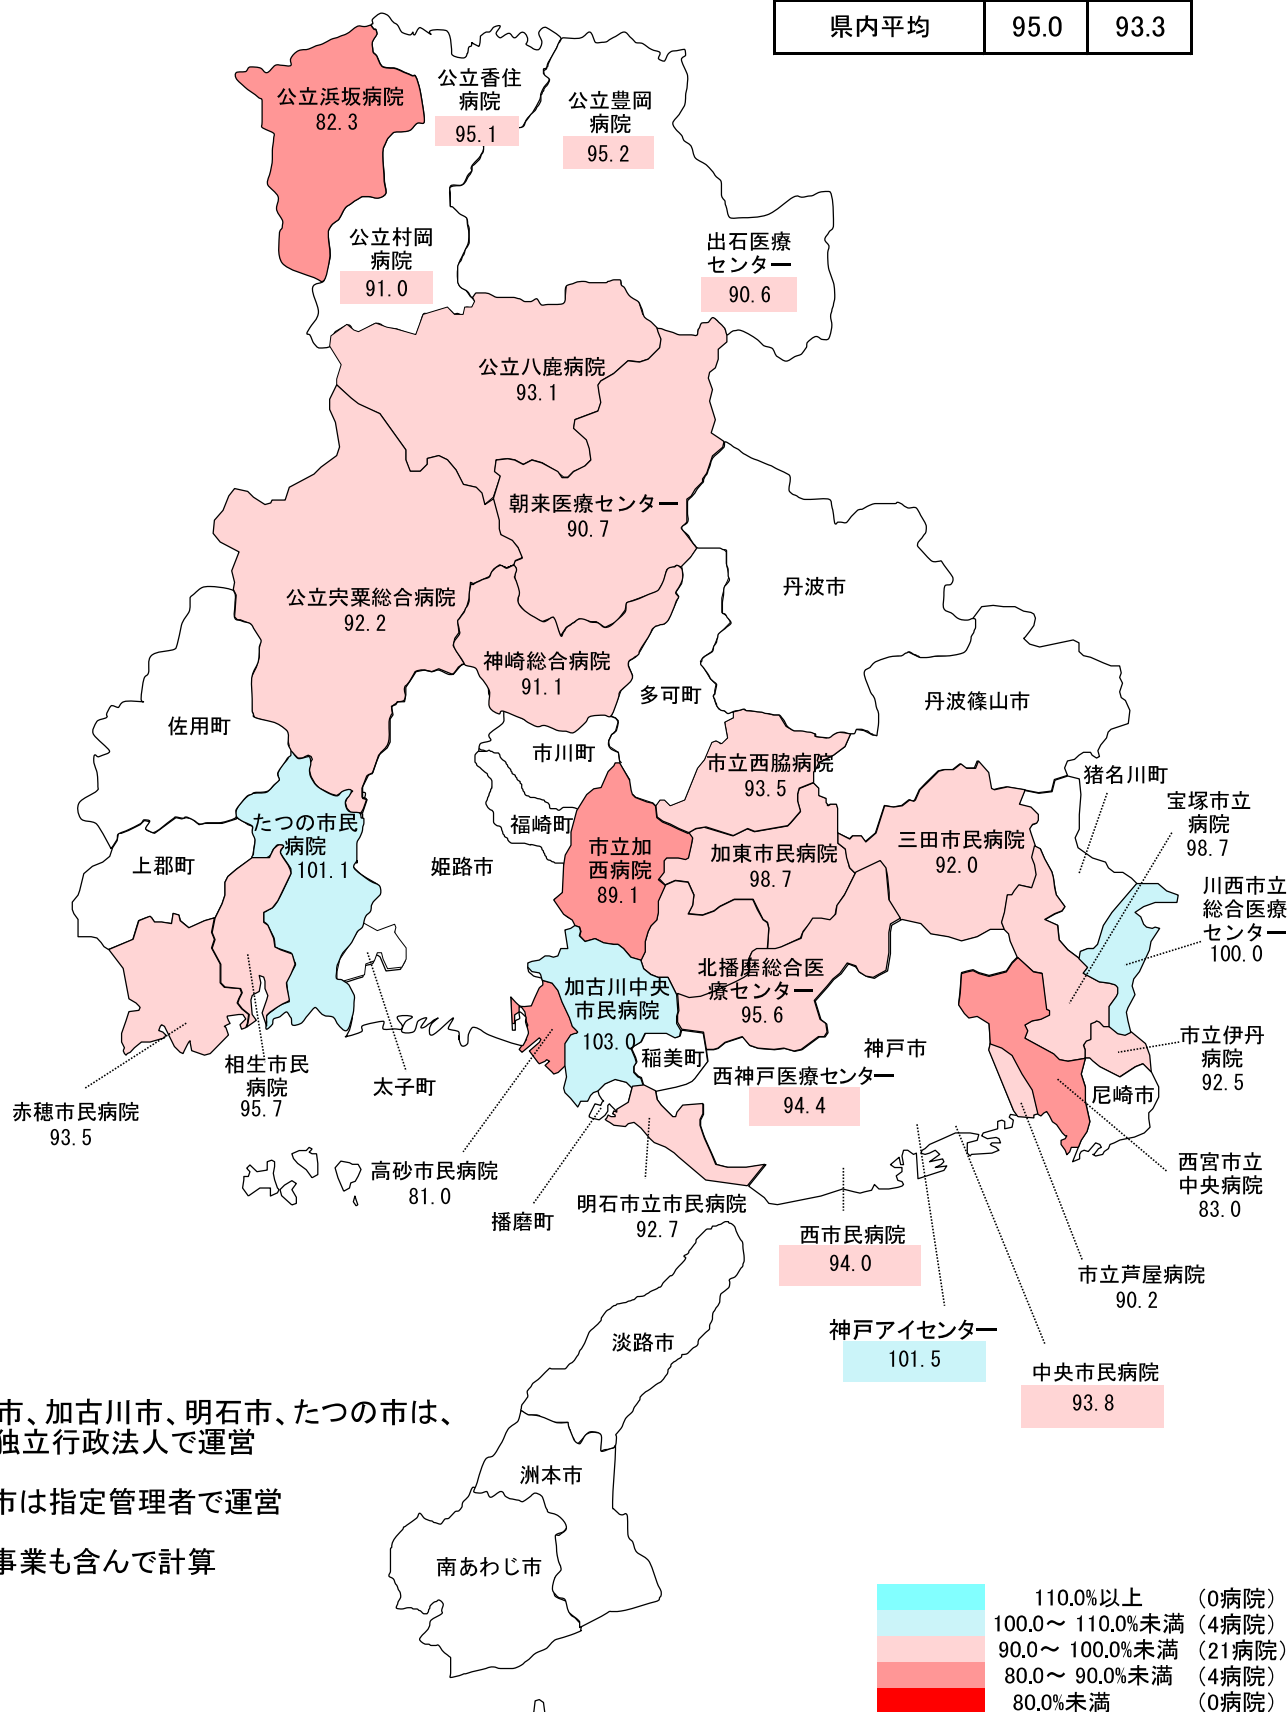 県内平均 95.0 93.3
公立浜坂病院
82.3
公立香住
病院
95.1
公立豊岡
病院
95.2
公立村岡
病院
91.0
出石医療
センター
90.6
公立八鹿病院
93.1
朝来医療センター
90.7
公立宍粟総合病院
92.2
神崎総合病院
91.1
丹波市
多可町
丹波篠山市
佐用町
市川町
市立西脇病院
93.5
猪名川町
宝塚市立
病院
98.7
たつの市民
病院
101.1
福崎町
上郡町
姫路市
市立加
西病院
89.1
加東市民病院
98.7
三田市民病院
92.0
川西市立
総合医療
センター
100.0
北播磨総合医
療センター
95.6
加古川中央
市民病院
103.0
稲美町
神戸市
市立伊丹
病院
92.5
相生市民
病院
95.7
太子町
西神戸医療センター
94.4
尼崎市
赤穂市民病院
93.5
高砂市民病院
81.0
播磨町
明石市立市民病院
92.7
西宮市立
中央病院
83.0
西市民病院
94.0
市立芦屋病院
90.2
神戸アイセンター
101.5
中央市民病院
93.8
淡路市
洲本市
南あわじ市
市、加古川市、明石市、たつの市は、
独立行政法人で運営
市は指定管理者で運営
事業も含んで計算
110.0%以上 (0病院)
100.0～ 110.0%未満 (4病院)
90.0～ 100.0%未満 (21病院)
80.0～ 90.0%未満 (4病院)
80.0%未満 (0病院)